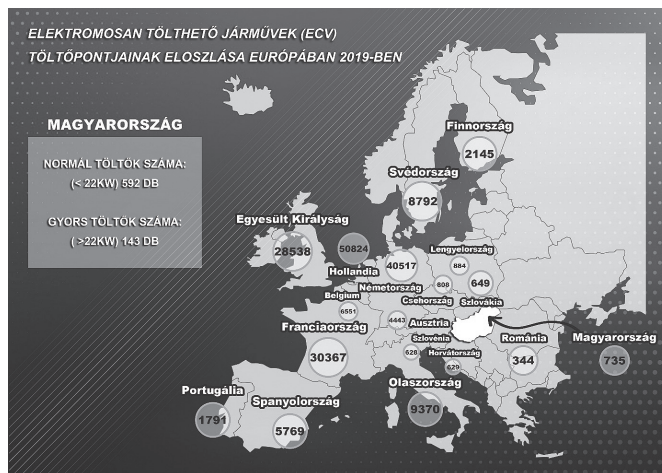 ELEKTROMOSAN TÖLTHETŐ JÁRMŰVEK (ECV)
TÖLTŐPONTJAINAK ELOSZLÁSA EURÓPÁBAN 2019-BEN
MAGYARORSZÁG
NORMÁL TÖLTŐK SZÁMA:
(< 22KW) 592 DB
GYORS TÖLTŐK SZÁMA:
( >22KW) 143 DB
Finnország
2145
Svédország
8792
Egyesült Királyság
28538
50824
Hollandia
40517
Németország
Lengyelország
884
808
Csehország
649
Szlovákia
Belgium
6551
4443
Ausztria
Franciaország
30367
Szlovénia
528
Horvátország
629
Románia
344
Magyarország
735
Olaszország
9370
Portugália
1791
Spanyolország
5769